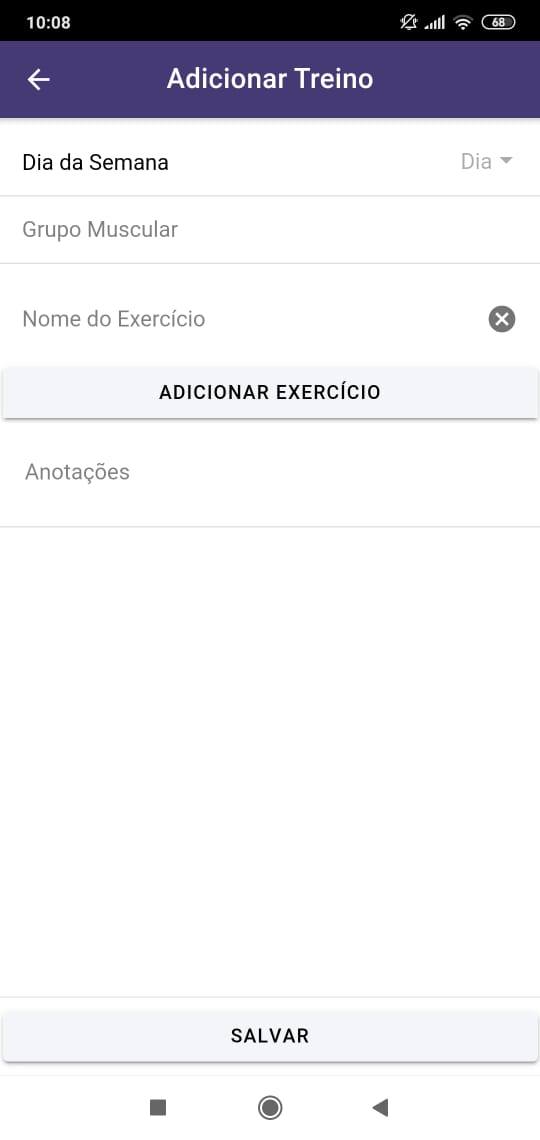 10:08
68
Adicionar Treino
Dia da Semana
Dia
Grupo Muscular
Nome do Exercício
ADICIONAR EXERCÍCIO
Anotações
SALVAR